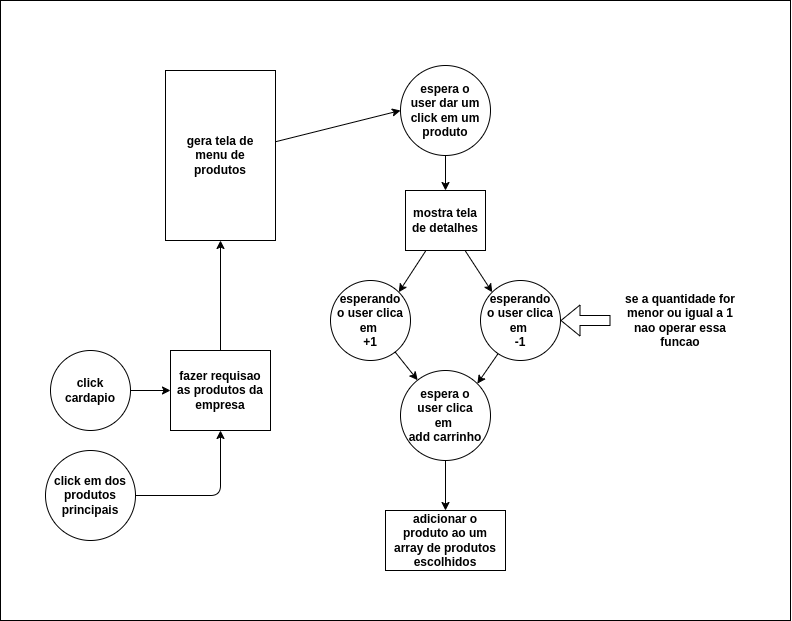 gera tela de
menu de
produtos
espera o
user dar um
click em um
produto
mostra tela
de detalhes
esperando
o user clica
em
+1
esperando
o user clica
em
-1
se a quantidade for
menor ou igual a 1
nao operar essa
funcao
click
cardapio
fazer requisao
as produtos da
empresa
espera o
user clica
em
add carrinho
click em dos
produtos
principais
adicionar o
produto ao um
array de produtos
escolhidos